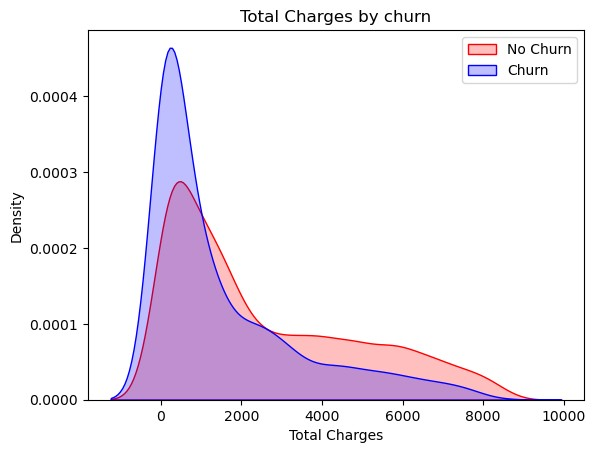 Total Charges by churn
No Churn
Churn
0.0004
0.0003
0.0002
0.0001
0.0000
Density
0 2000 4000 6000 8000 10000
Total Charges